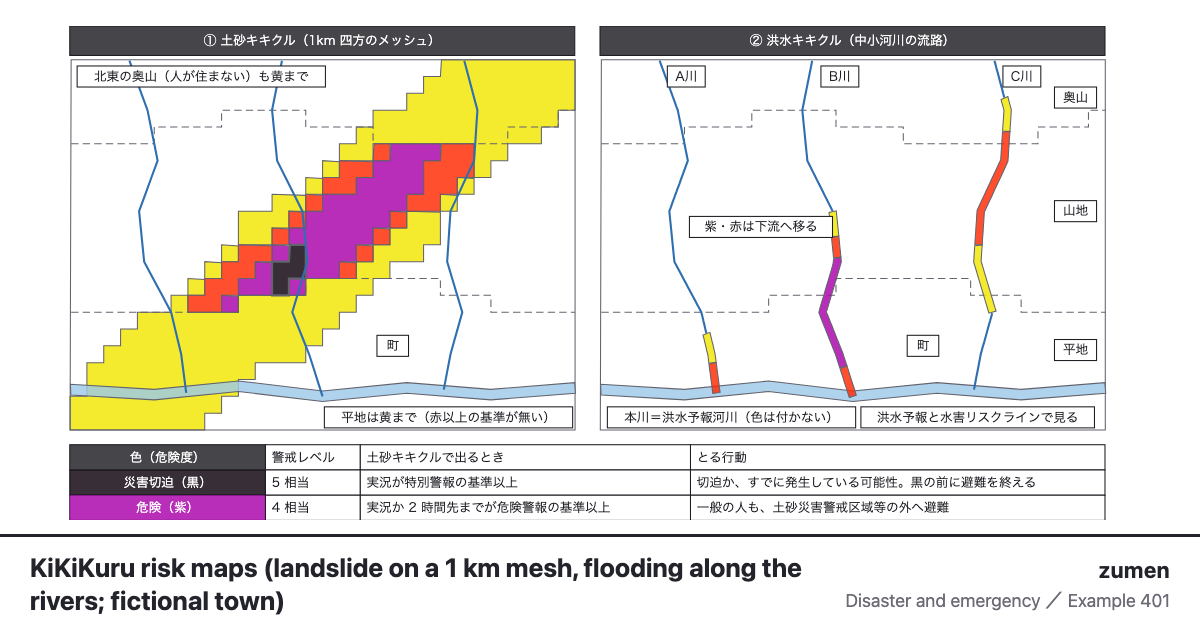 ① 土砂キキクル（1km 四方のメッシュ）
北東の奥山（人が住まない）も黄まで
町
平地は黄まで（赤以上の基準が無い）
② 洪水キキクル（中小河川の流路）
A川
B川
C川
奥山
山地
紫・赤は下流へ移る
町
平地
本川＝洪水予報河川（色は付かない）
洪水予報と水害リスクラインで見る
色（危険度） 警戒レベル 土砂キキクルで出るとき とる行動
災害切迫（黒） 5 相当 実況が特別警報の基準以上 切迫か、すでに発生している可能性。黒の前に避難を終える
危険（紫） 4 相当 実況か 2 時間先までが危険警報の基準以上 一般の人も、土砂災害警戒区域等の外へ避難
KiKiKuru risk maps (landslide on a 1 km mesh, flooding along the
rivers; fictional town)
zumen
Disaster and emergency ／ Example 401